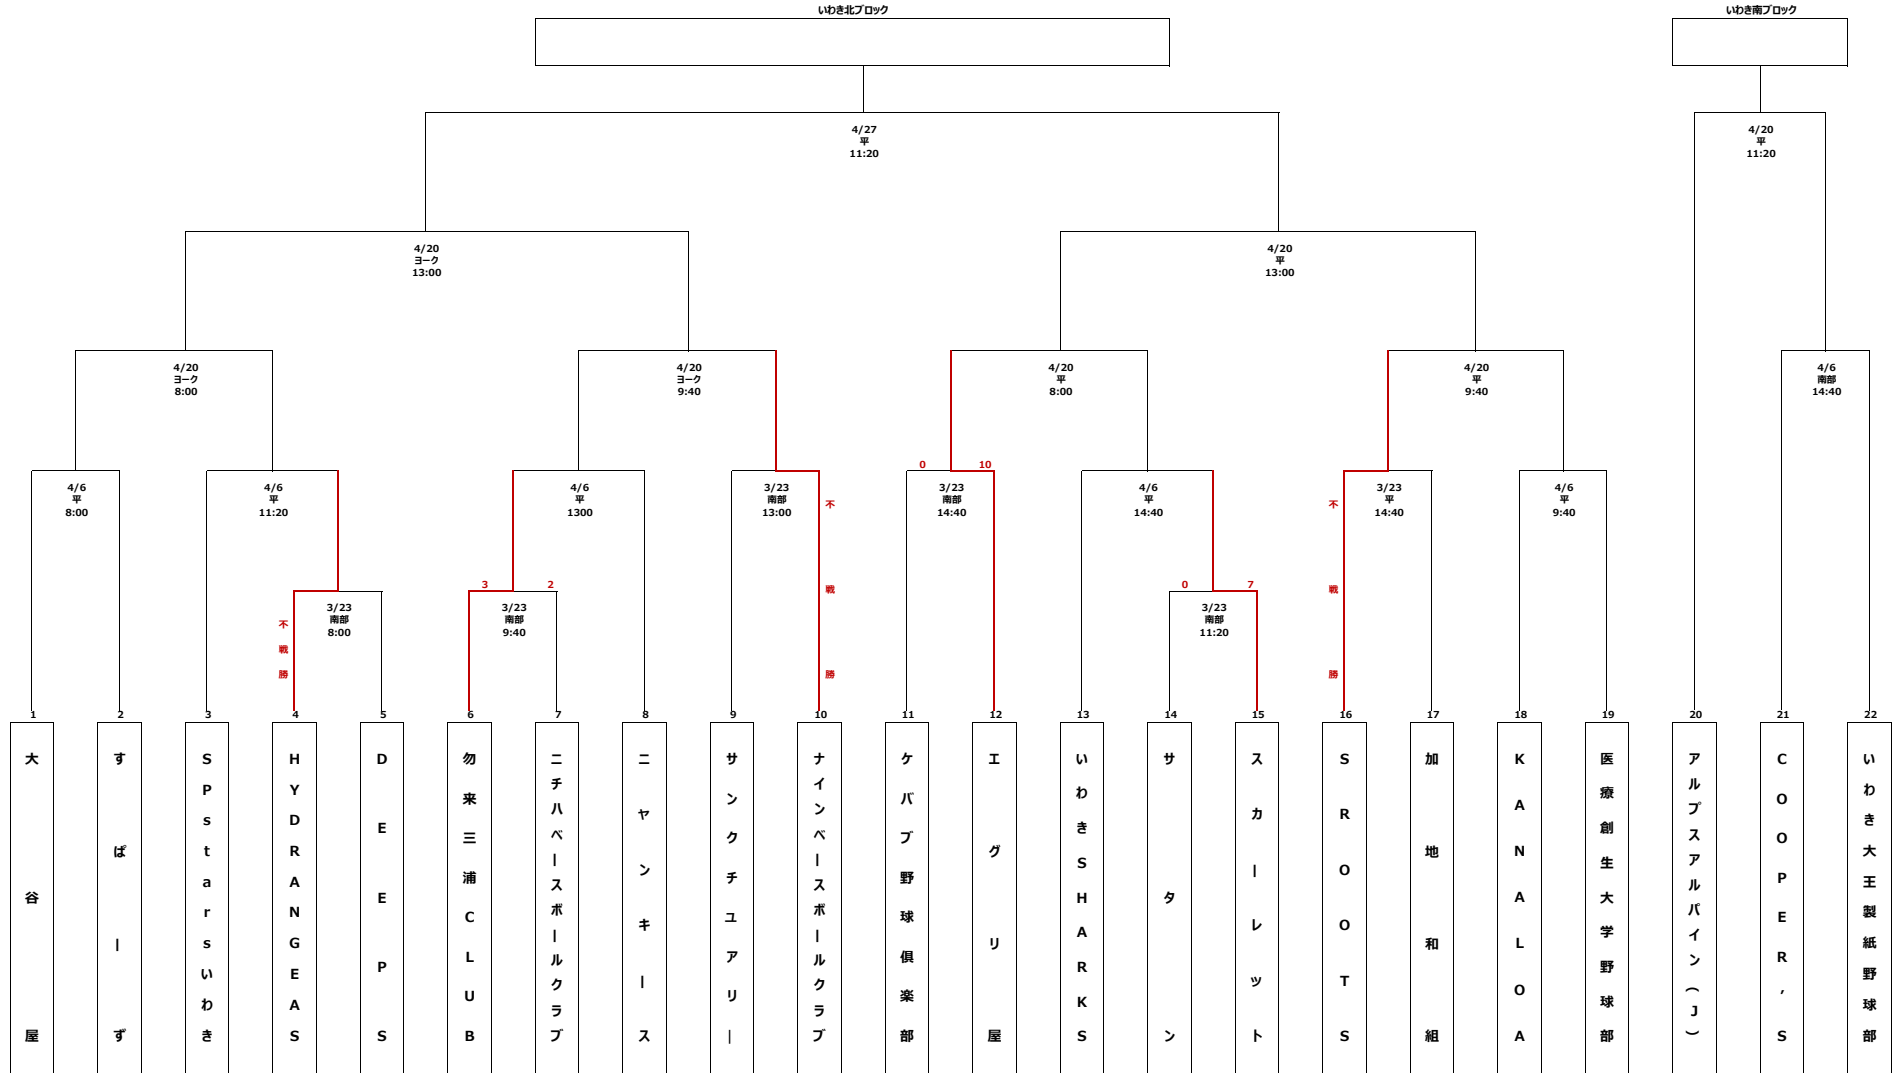 いわき北ブロック
いわき南ブロック
4/27
平
11:20
4/20
平
11:20
4/20
ヨーク
13:00
4/20
平
13:00
4/20
ヨーク
8:00
4/20
ヨーク
9:40
4/20
平
8:00
4/20
平
9:40
4/6
南部
14:40
4/6
平
8:00
4/6
平
11:20
4/6
平
1300
3/23
南部
13:00
不戦勝
0
10
3/23
南部
14:40
4/6
平
14:40
不戦勝
3/23
平
14:40
4/6
平
9:40
不戦勝
3/23
南部
8:00
3
2
3/23
南部
9:40
0
7
3/23
南部
11:20
1
2
3
4
5
6
7
8
9
10
11
12
13
14
15
16
17
18
19
20
21
22
大谷屋
すぱーず
SPstarsいわき
HYDRANGEAS
DEEPS
勿来三浦CLUB
ニチハベースボールクラブ
ニヤンキース
サンクチュアリー
ナインベースボールクラブ
ケバブ野球倶楽部
エグリ屋
いわきSHARKS
サタン
スカーレット
SROOTS
加地和組
KANALOA
医療創生大学野球部
アルプスアルパイン(J)
COOPER’S
いわき大王製紙野球部